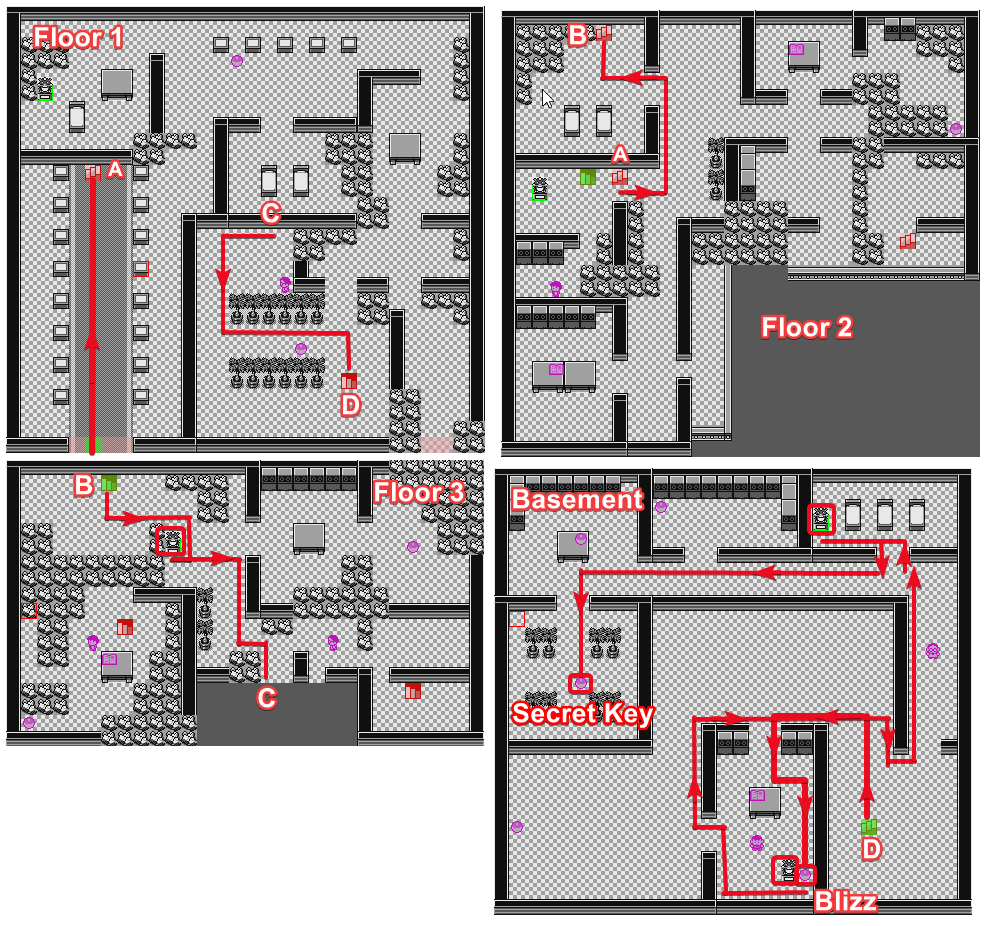 Floor 1
A
C
D
B
A
Floor 2
B
Floor 3
C
Basement
Secret Key
D
Blizz